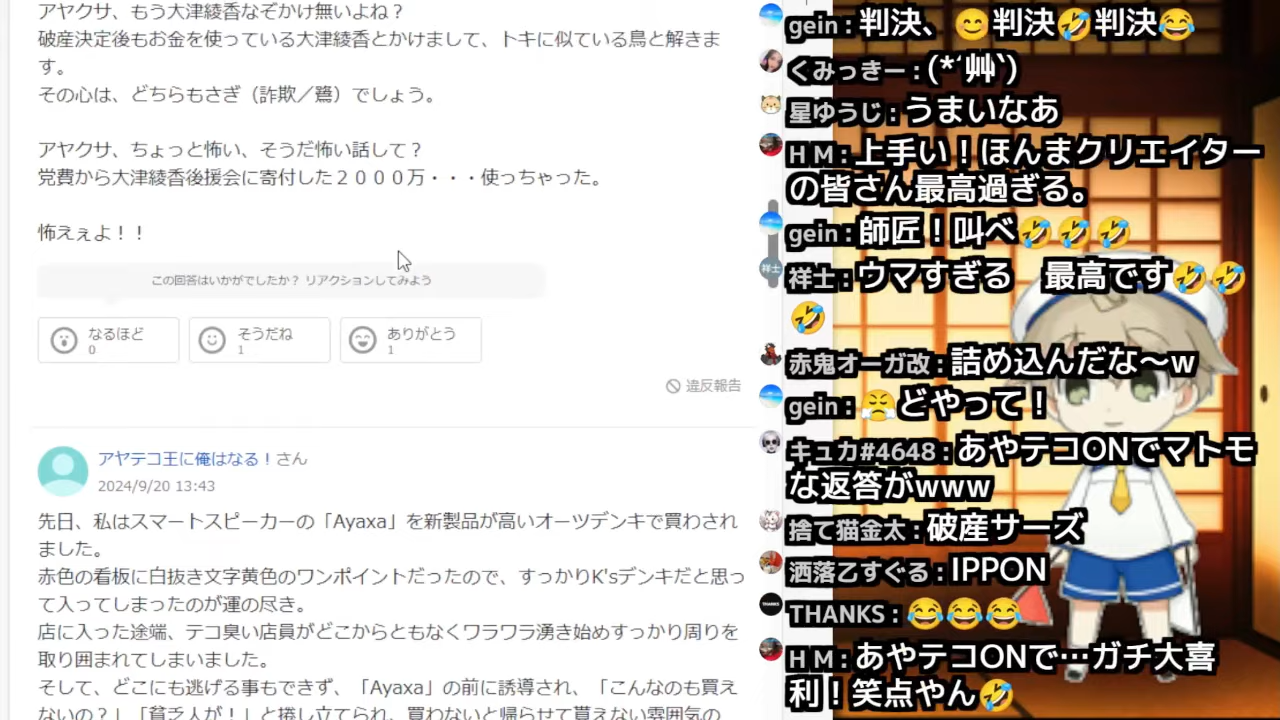 アヤクサ、もう大津綾香なぞかけ無いよね？
破産決定後もお金を使っている大津綾香とかけまして、トキに似ている鳥と解きま
す。
その心は、どちらもさぎ（詐欺／鷺）でしょう。
アヤクサ、ちょっと怖い、そうだ怖い話して？
党費から大津綾香後援会に寄付した２０００万・・・使っちゃった。
怖えぇよ！！
この回答はいかがでしたか？ リアクションしてみよう
なるほど
0
そうだね
1
ありがとう
1
違反報告
アヤテコ王に俺はなる！さん
2024/9/20 13:43
先日、私はスマートスピーカーの「Ayaxa」を新製品が高いオーツデンキで買わされ
ました。
赤色の看板に白抜き文字黄色のワンポイントだったので、すっかりK'sデンキだと思っ
て入ってしまったのが運の尽き。
店に入った途端、テコ臭い店員がどこからともなくワラワラ湧き始めすっかり周りを
取り囲まれてしまいました。
そして、どこにも逃げる事もできず、「Ayaxa」の前に誘導され、「こんなのも買え
ないの？」「貧乏人が！」と捲し立てられ、買わないと帰らせて貰えない雰囲気の
gein : 判決、😊判決🤣判決😂
くみっきー : (*´艸`)
星ゆうじ : うまいなあ
H M : 上手い！ほんまクリエイター
の皆さん最高過ぎる。
gein : 師匠！叫べ🤣🤣🤣
祥士
祥士 : ウマすぎる　最高です🤣🤣
🤣
赤鬼オーガ改 : 詰め込んだな～w
gein : 😤どやって！
キュカ#4648 : あやテコONでマトモ
な返答がwww
捨て猫金太 : 破産サーズ
洒落乙すぐる : IPPON
THANKS
THANKS : 😂😂😂
H M : あやテコONで…ガチ大喜
利！笑点やん🤣